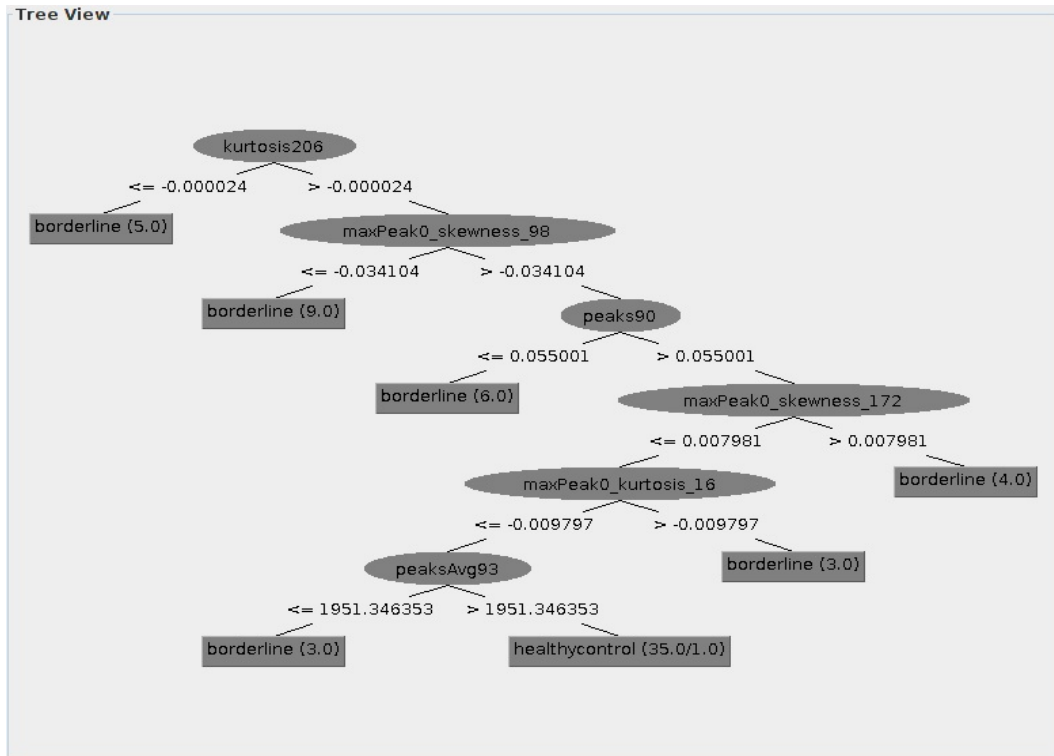 Tree View
kurtosis206
<= -0.000024 > -0.000024
borderline (5.0)
maxPeak0_skewness_98
<= -0.034104 > -0.034104
borderline (9.0)
peaks90
<= 0.055001 > 0.055001
borderline (6.0)
maxPeak0_skewness_172
<= 0.007981 > 0.007981
maxPeak0_kurtosis_16
borderline (4.0)
<= -0.009797 > -0.009797
peaksAvg93
borderline (3.0)
<= 1951.346353 > 1951.346353
borderline (3.0)
healthycontrol (35.0/1.0)